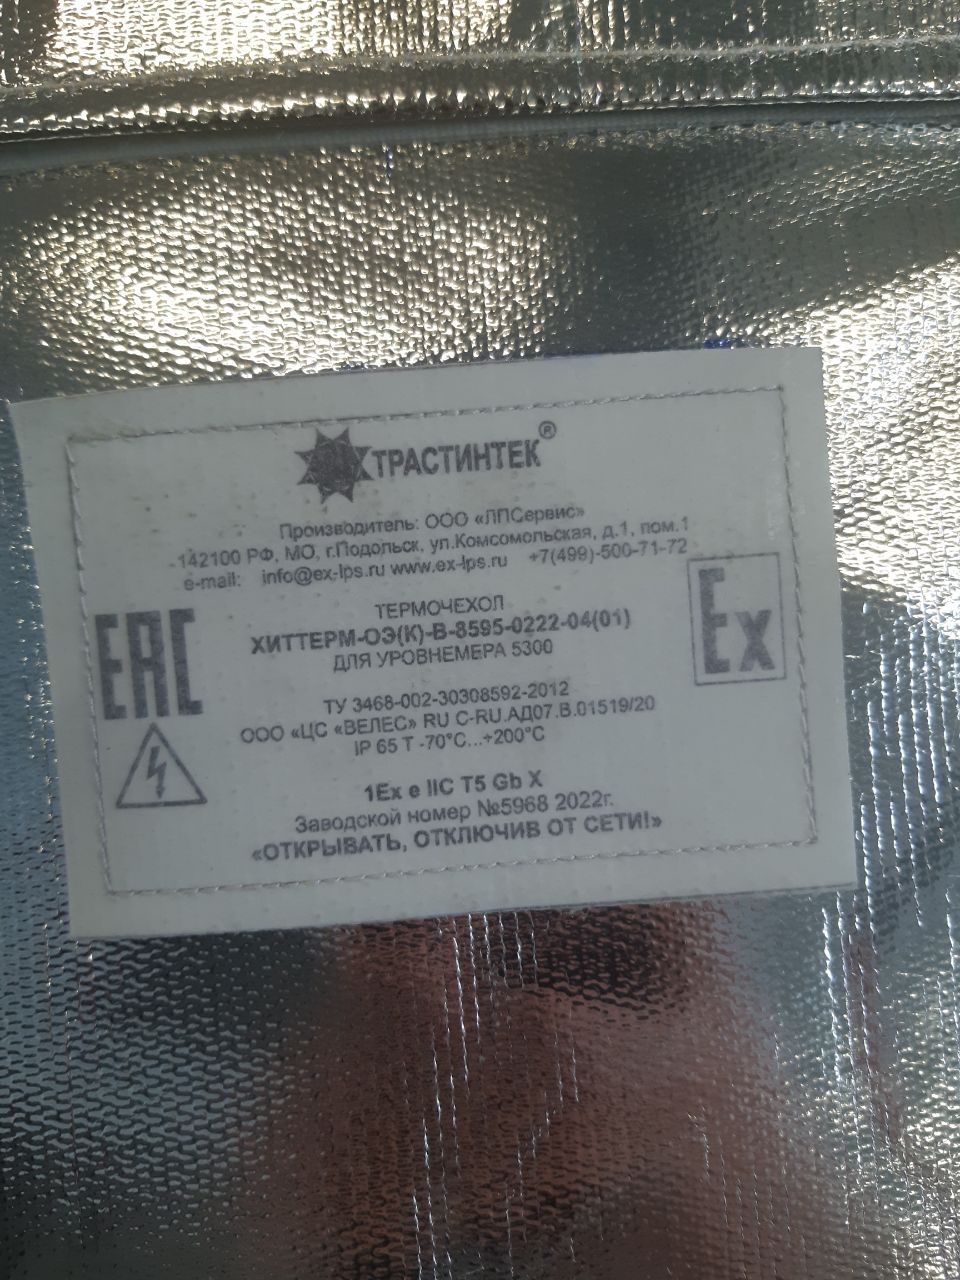 ТРАСТИНТЕК®
Производитель: ООО «ЛПСервис»
142100 РФ, МО, г.Подольск, ул.Комсомольская, д.1, пом.1
e-mail: info@ex-lps.ru www.ex-lps.ru +7(499)-500-71-72
ТЕРМОЧЕХОЛ
ХИТТЕРМ-ОЭ(К)-В-8595-0222-04(01)
ДЛЯ УРОВНЕМЕРА 5300
EAC
Ex
ТУ 3468-002-30308592-2012
ООО «ЦС «ВЕЛЕС» RU C-RU.АД07.В.01519/20
IP 65 T -70°C...+200°C
1Ex e IIC T5 Gb X
Заводской номер №5968 2022г.
«ОТКРЫВАТЬ, ОТКЛЮЧИВ ОТ СЕТИ!»